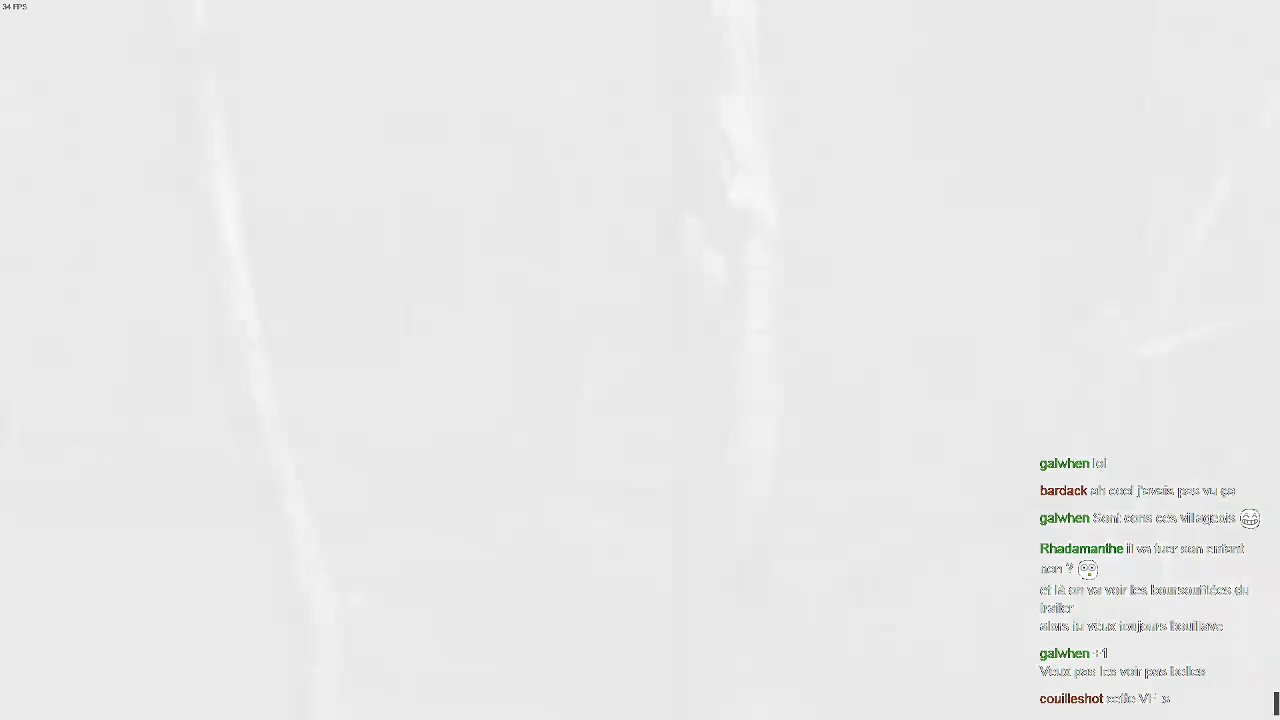 34 FPS
galwhen lol
bardack ah cool j'avais pas vu ça
galwhen Sont cons ces villageois
Rhadamanthe il va tuer son enfant
non ?
et là on va voir les boursoufflées du
trailer
alors tu veux toujours bouillave
galwhen +1
Veux pas les voir pas belles
couilleshot cette VF :s